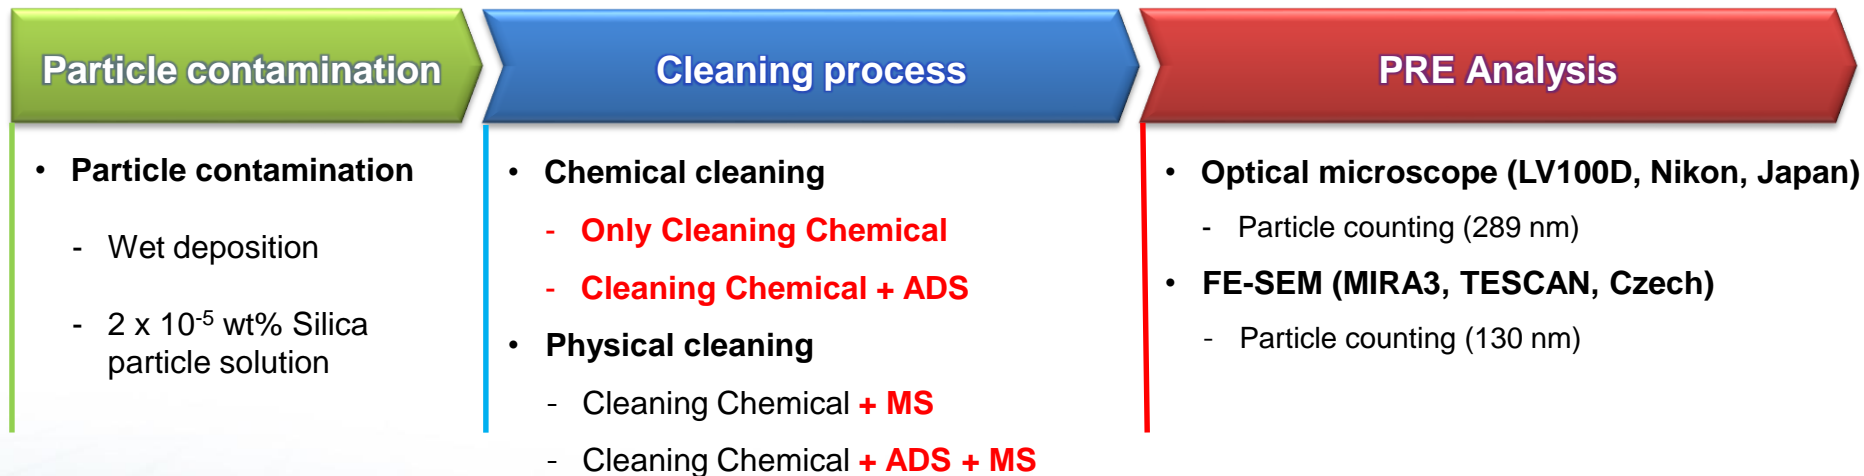 Particle contamination
Cleaning process
PRE Analysis
• Particle contamination
- Wet deposition
- 2 x 10⁻⁵ wt% Silica
particle solution
• Chemical cleaning
- Only Cleaning Chemical
- Cleaning Chemical + ADS
• Physical cleaning
- Cleaning Chemical + MS
- Cleaning Chemical + ADS + MS
• Optical microscope (LV100D, Nikon, Japan)
- Particle counting (289 nm)
• FE-SEM (MIRA3, TESCAN, Czech)
- Particle counting (130 nm)